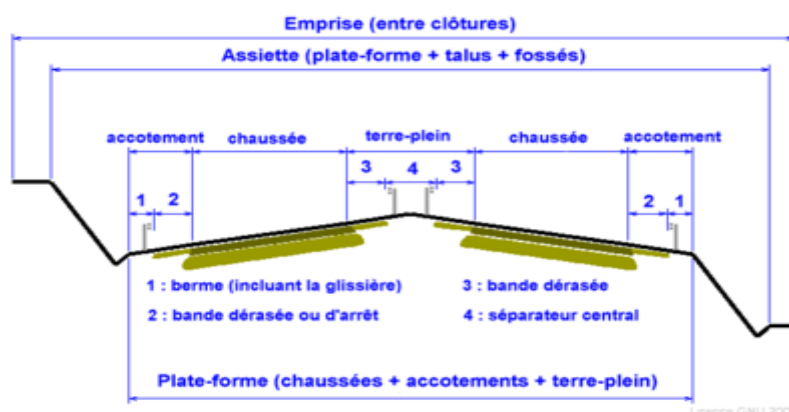 Emprise (entre clôtures)
Assiette (plate-forme + talus + fossés)
accotement chaussée terre-plein chaussée accotement
3 4 3
1 2 2 1
1 : berme (incluant la glissière) 3 : bande dérasée
2 : bande dérasée ou d'arrêt 4 : séparateur central
Plate-forme (chaussées + accotements + terre-plein)